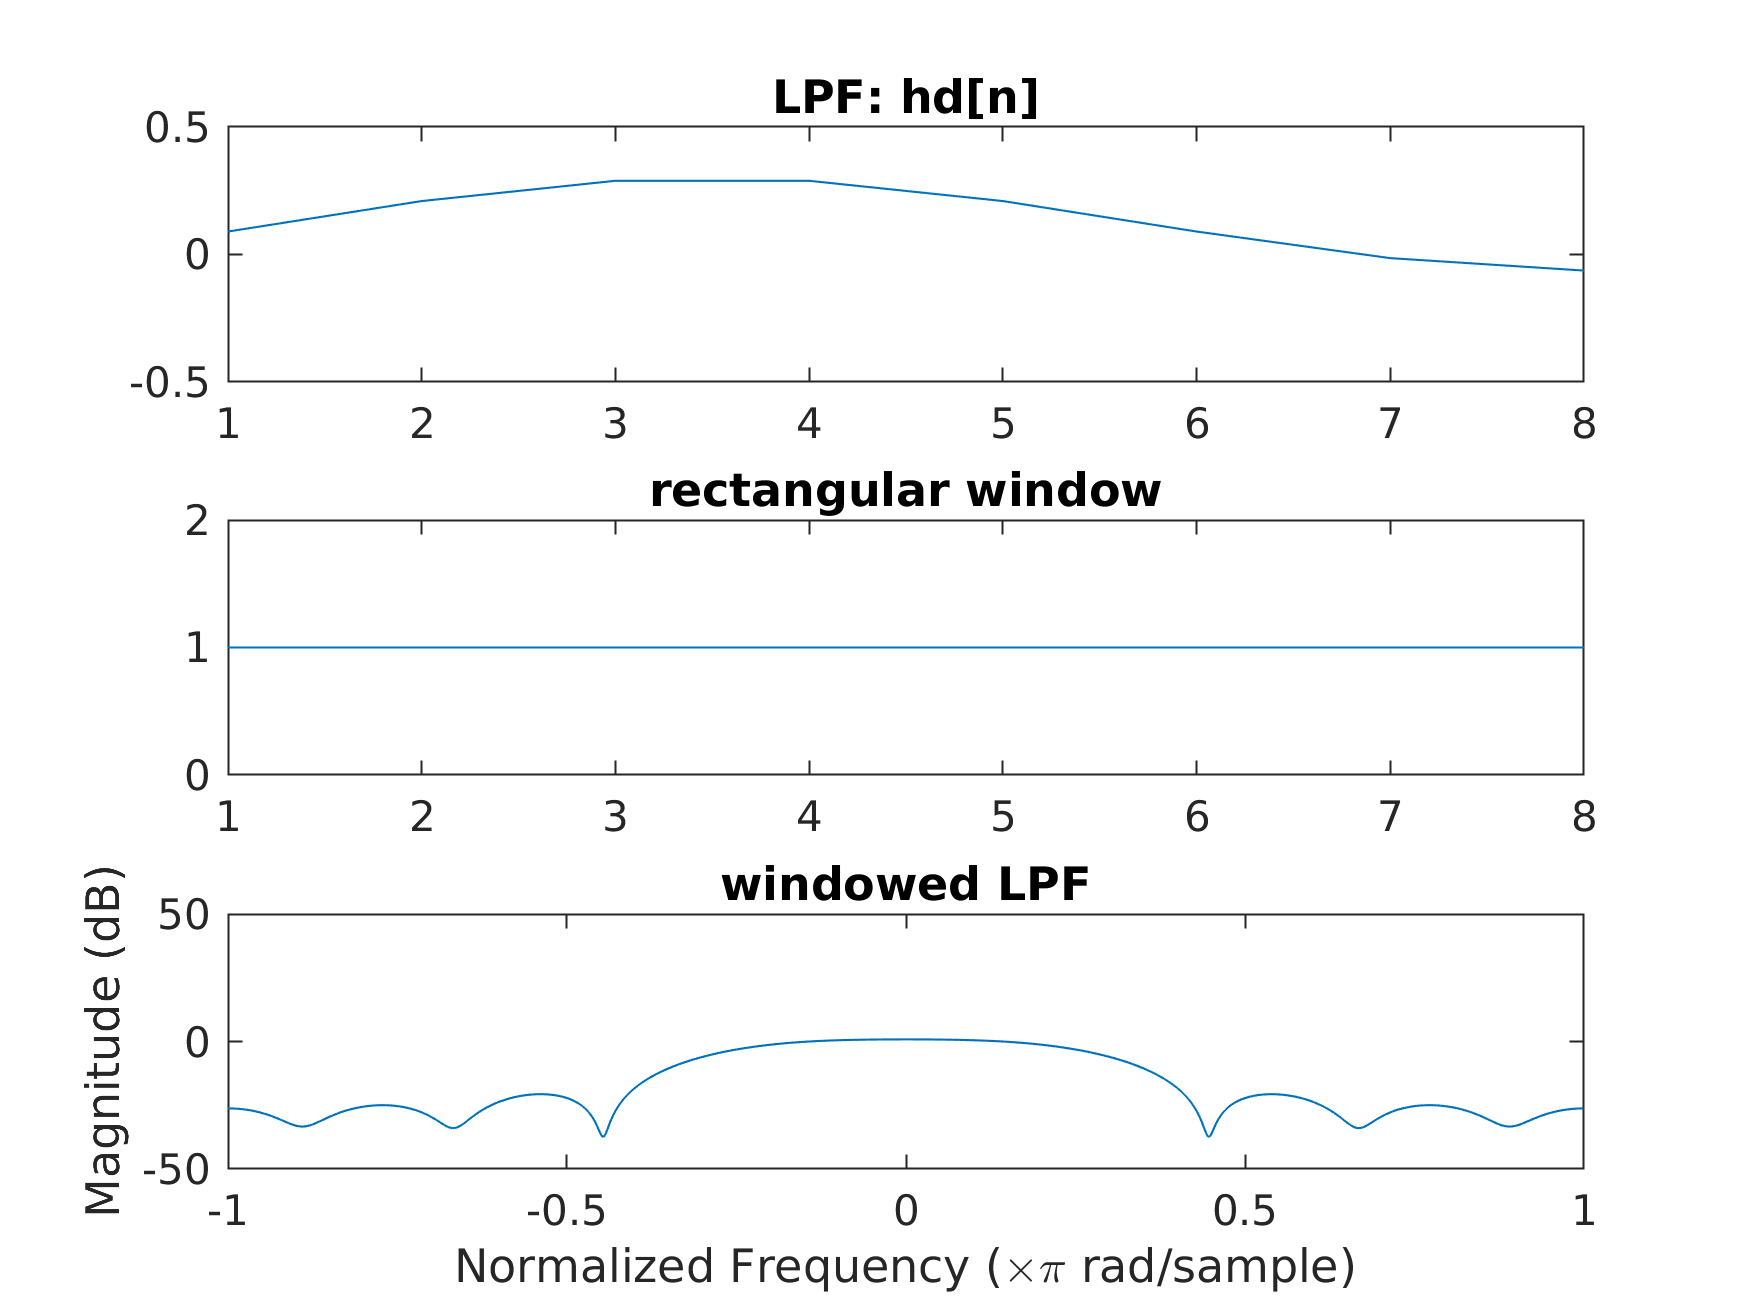 LPF: hd[n]
0.5
0
-0.5
1 2 3 4 5 6 7 8
rectangular window
2
1
0
1 2 3 4 5 6 7 8
windowed LPF
Magnitude (dB)
50
0
-50
-1 -0.5 0 0.5 1
Normalized Frequency (×π rad/sample)